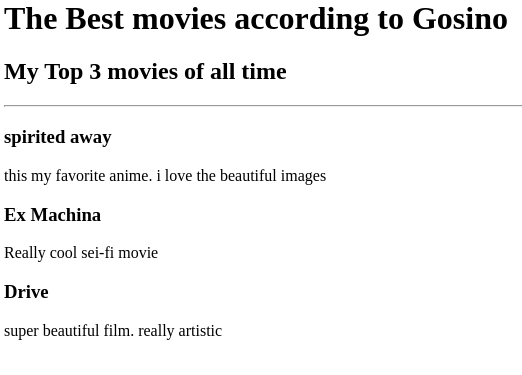 The Best movies according to Gosino
My Top 3 movies of all time
spirited away
this my favorite anime. i love the beautiful images
Ex Machina
Really cool sei-fi movie
Drive
super beautiful film. really artistic